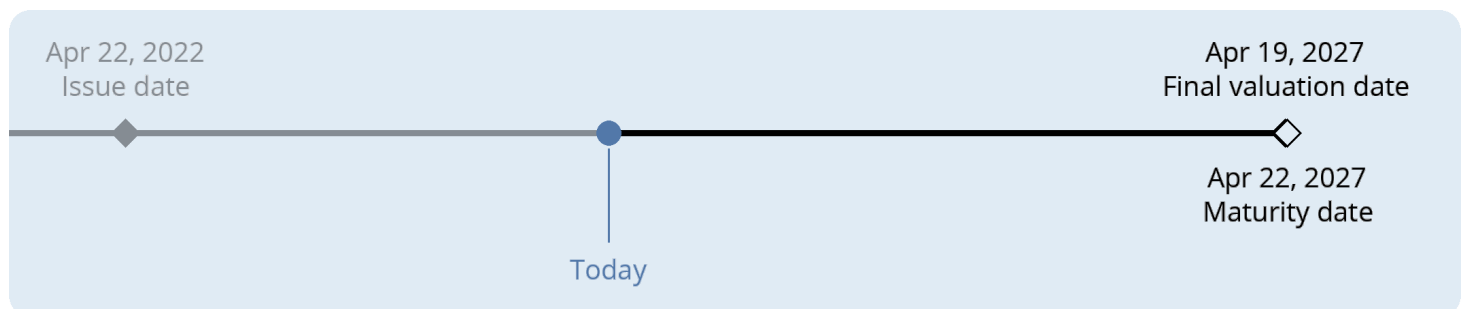 Apr 22, 2022
Issue date
Apr 19, 2027
Final valuation date
Apr 22, 2027
Maturity date
Today